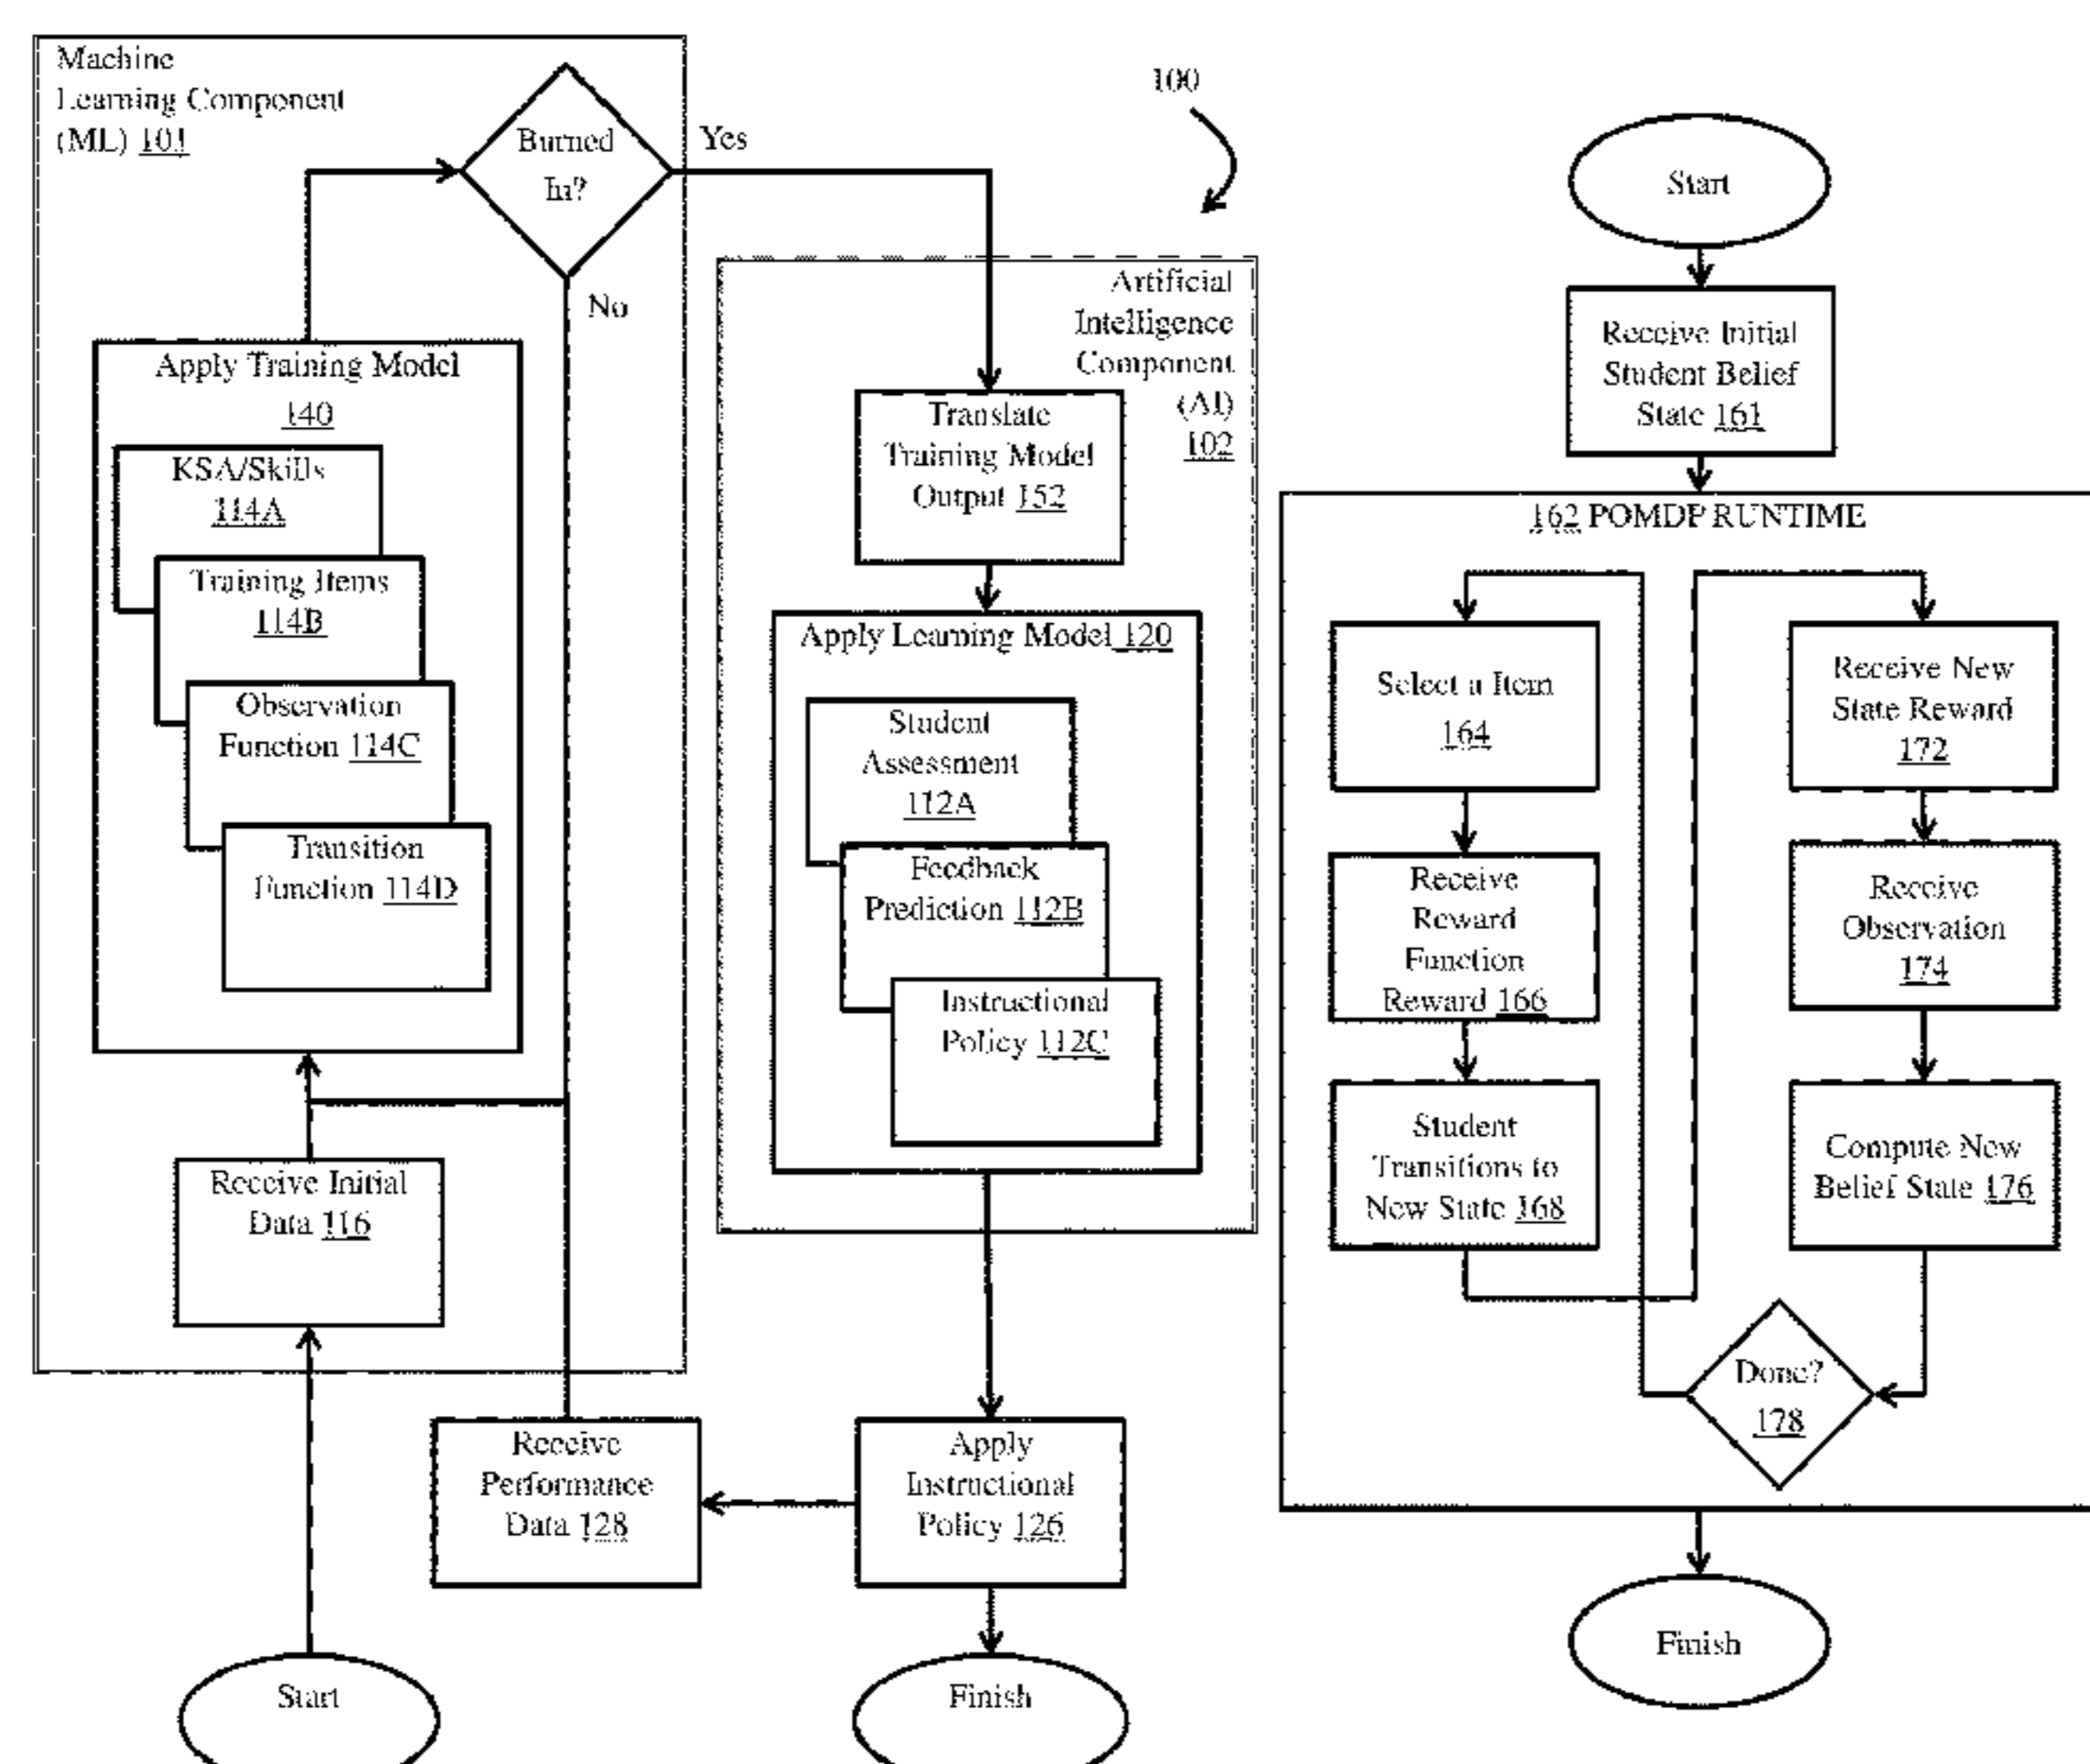 Machine
Learning Component
(ML) 101
Burned
In?
Yes
No
Apply Training Model
140
KSA/Skills
114A
Training Items
114B
Observation
Function 114C
Transition
Function 114D
Receive Initial
Data 116
Start
100
Artificial
Intelligence
Component
(AI)
102
Translate
Training Model
Output 152
Apply Learning Model 120
Student
Assessment
112A
Feedback
Prediction 112B
Instructional
Policy 112C
Receive
Performance
Data 128
Apply
Instructional
Policy 126
Finish
Start
Receive Initial
Student Belief
State 161
162 POMDP RUNTIME
Select a Item
164
Receive
Reward
Function
Reward 166
Student
Transitions to
New State 168
Receive New
State Reward
172
Receive
Observation
174
Compute New
Belief State 176
Done?
178
Finish